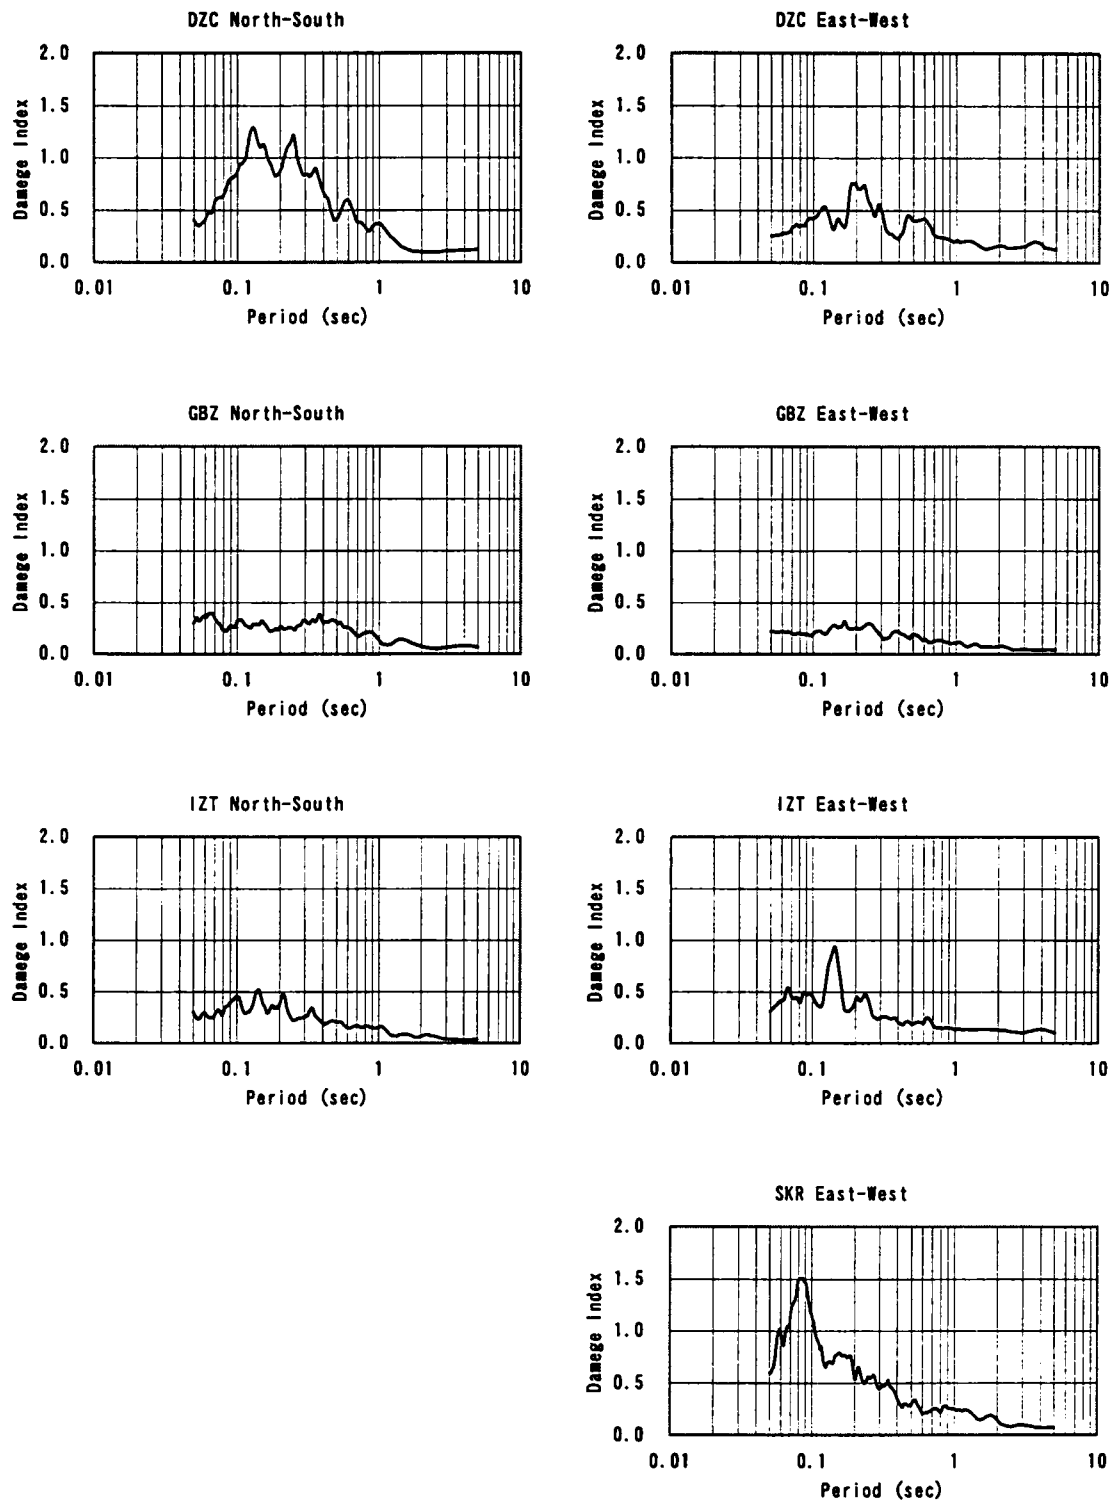 DZC North-South
2.0
1.5
1.0
0.5
0.0
Damege Index
0.01 0.1 1 10
Period (sec)
DZC East-West
2.0
1.5
1.0
0.5
0.0
Damege Index
0.01 0.1 1 10
Period (sec)
GBZ North-South
2.0
1.5
1.0
0.5
0.0
Damege Index
0.01 0.1 1 10
Period (sec)
GBZ East-West
2.0
1.5
1.0
0.5
0.0
Damege Index
0.01 0.1 1 10
Period (sec)
IZT North-South
2.0
1.5
1.0
0.5
0.0
Damege Index
0.01 0.1 1 10
Period (sec)
IZT East-West
2.0
1.5
1.0
0.5
0.0
Damege Index
0.01 0.1 1 10
Period (sec)
SKR East-West
2.0
1.5
1.0
0.5
0.0
Damege Index
0.01 0.1 1 10
Period (sec)